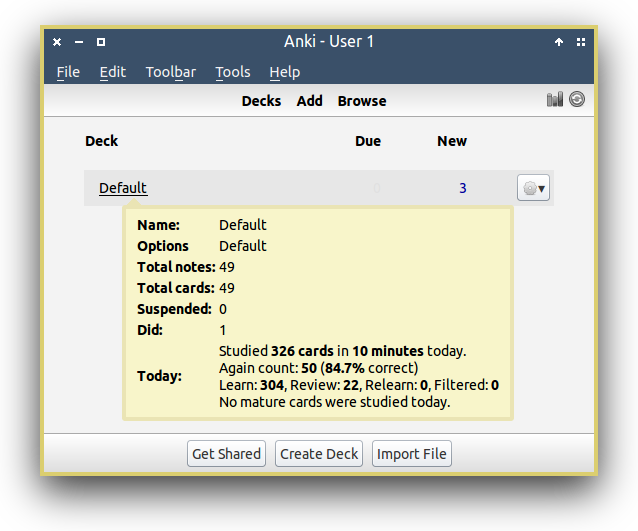 Anki - User 1
File Edit Toolbar Tools Help
Decks Add Browse
Deck Due New
Default 0 3
Name: Default
Options Default
Total notes: 49
Total cards: 49
Suspended: 0
Did: 1
Today: Studied 326 cards in 10 minutes today.
Again count: 50 (84.7% correct)
Learn: 304, Review: 22, Relearn: 0, Filtered: 0
No mature cards were studied today.
Get Shared Create Deck Import File